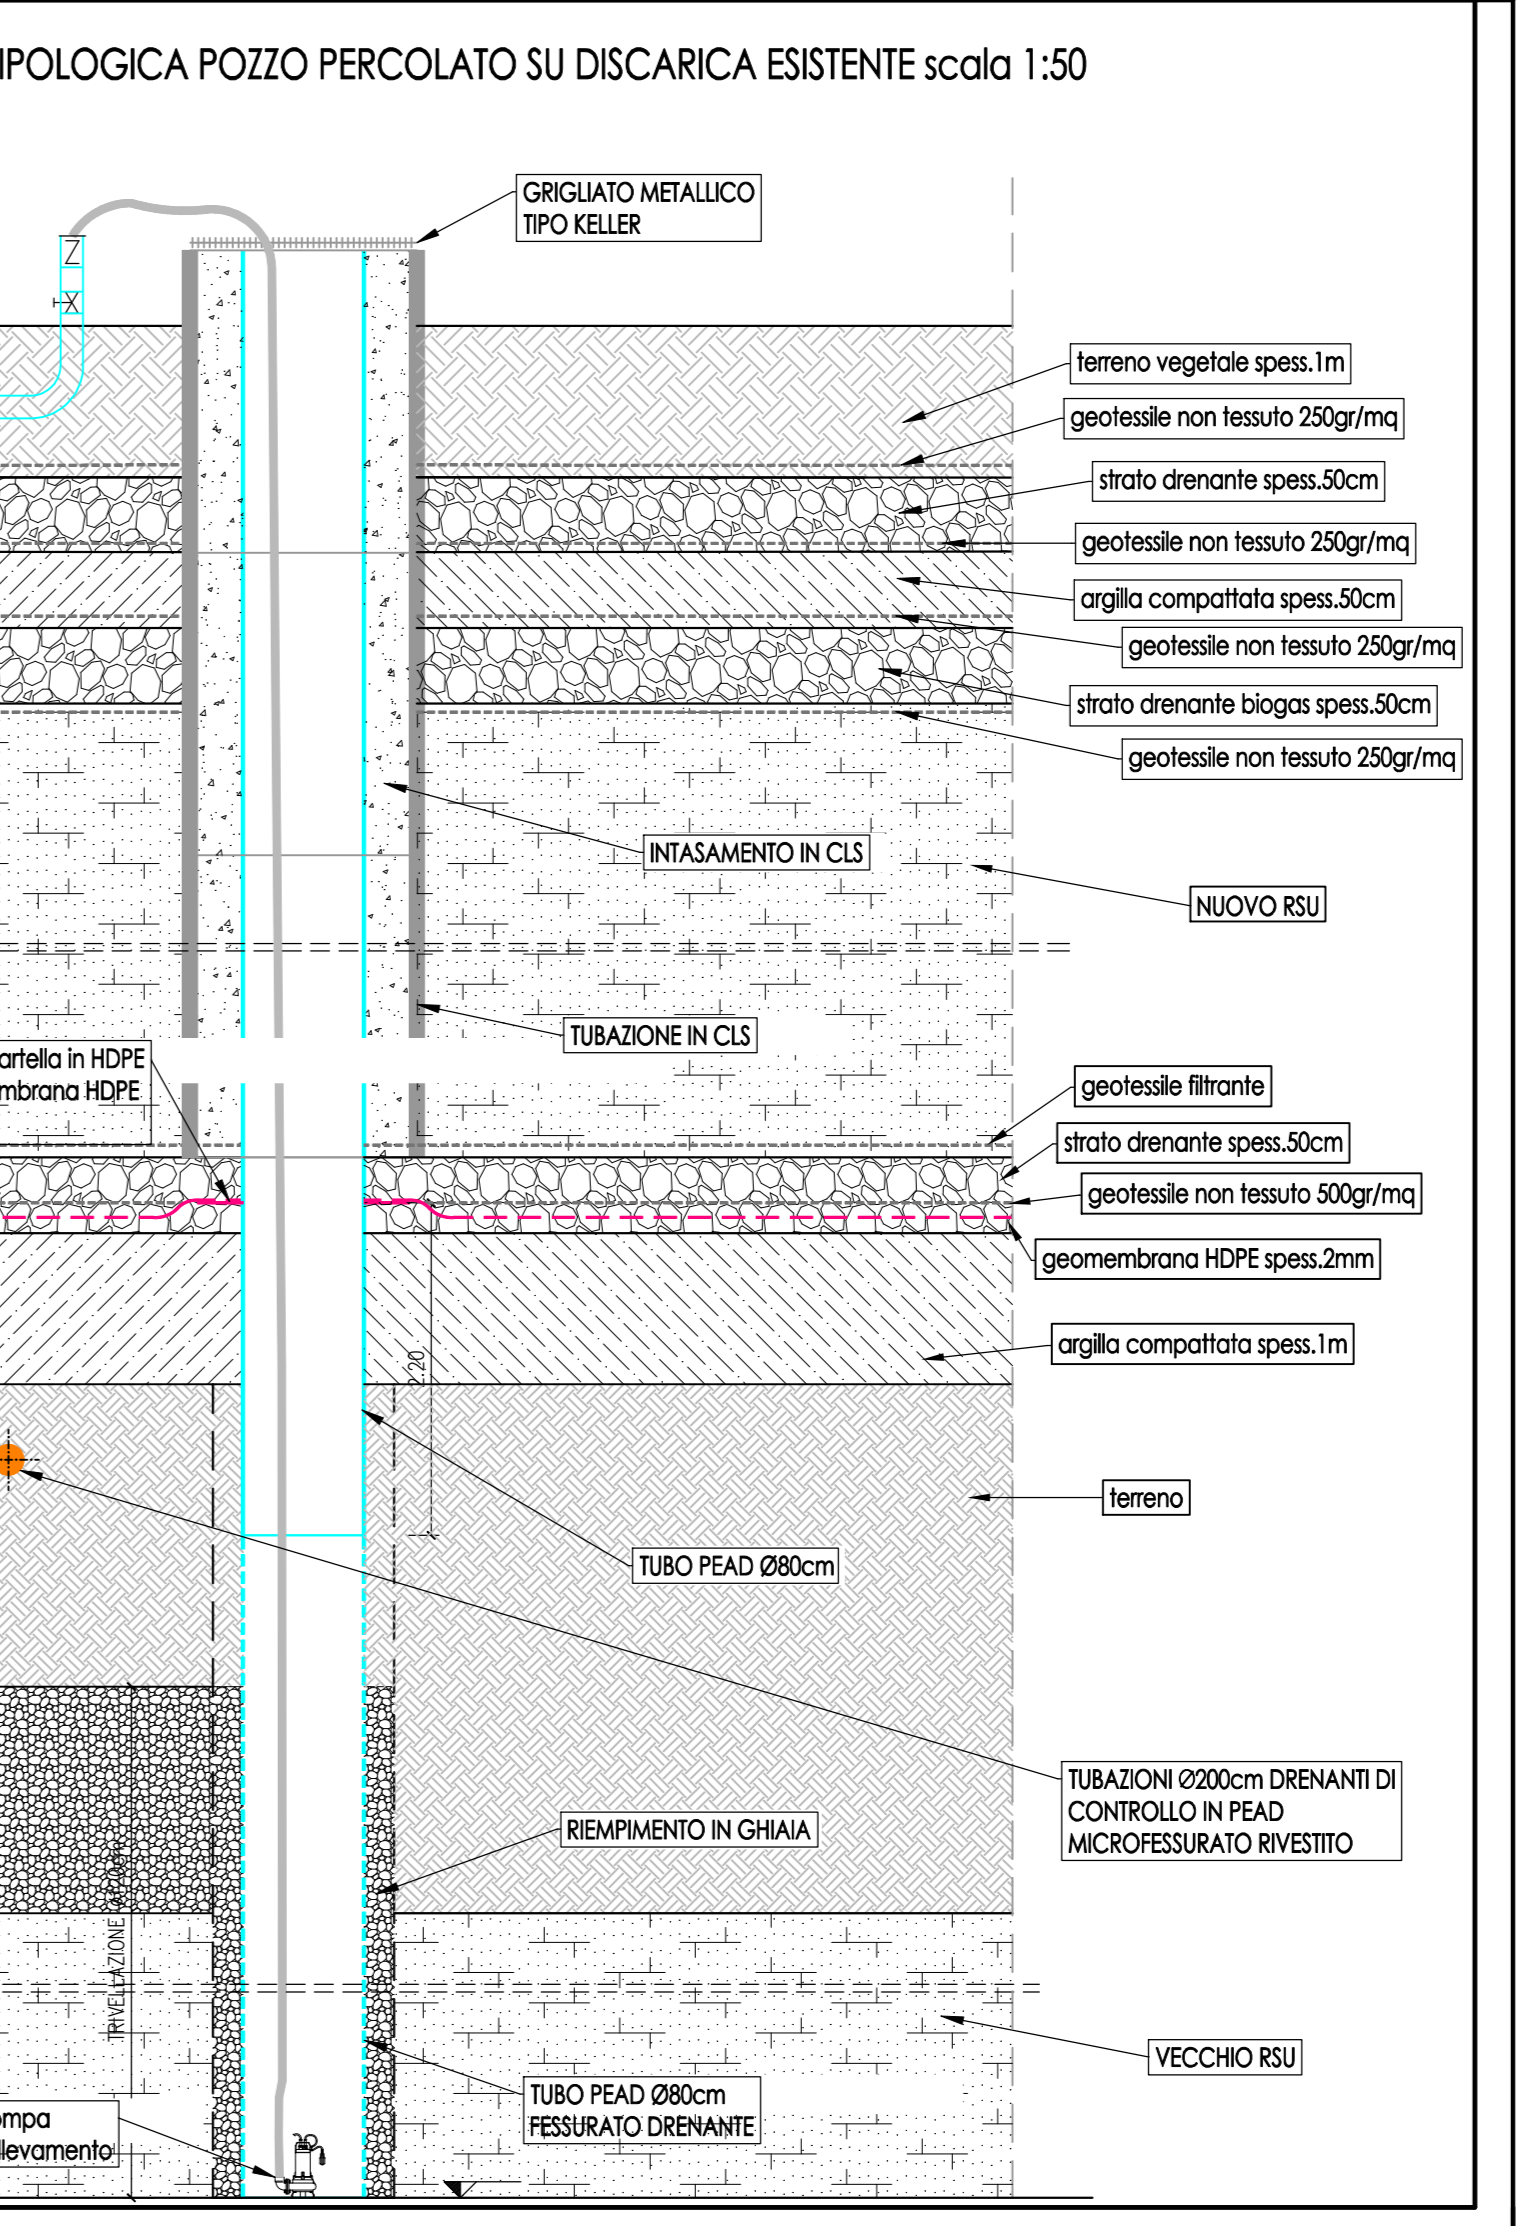 IPOLOGICA POZZO PERCOLATO SU DISCARICA ESISTENTE scala 1:50
GRIGLIATO METALLICO
TIPO KELLER
terreno vegetale spess.1m
geotessile non tessuto 250gr/mq
strato drenante spess.50cm
geotessile non tessuto 250gr/mq
argilla compattata spess.50cm
geotessile non tessuto 250gr/mq
strato drenante biogas spess.50cm
geotessile non tessuto 250gr/mq
INTASAMENTO IN CLS
NUOVO RSU
TUBAZIONE IN CLS
artella in HDPE
mbrana HDPE
geotessile filtrante
strato drenante spess.50cm
geotessile non tessuto 500gr/mq
geomembrana HDPE spess.2mm
argilla compattata spess.1m
2.20
terreno
TUBO PEAD Ø80cm
TUBAZIONI Ø200cm DRENANTI DI
CONTROLLO IN PEAD
MICROFESSURATO RIVESTITO
RIEMPIMENTO IN GHIAIA
TRIVELLAZIONE Ø120cm
VECCHIO RSU
TUBO PEAD Ø80cm
FESSURATO DRENANTE
ompa
llevamento